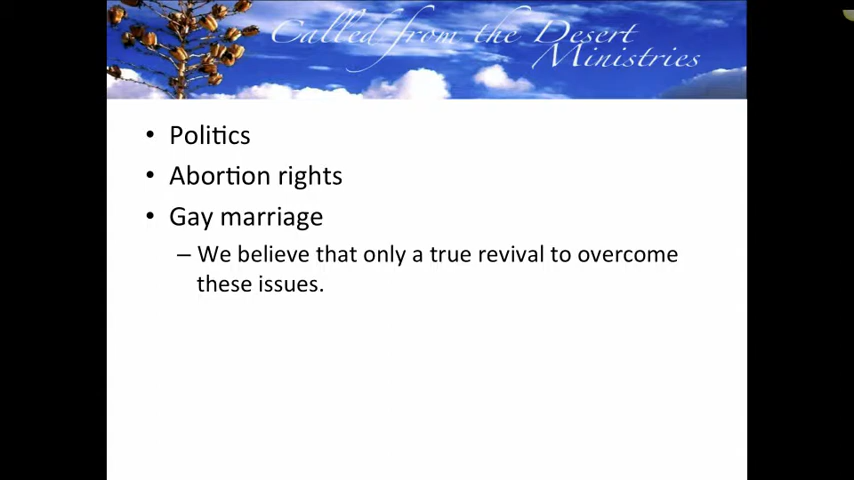 Called from the Desert
Ministries
• Politics
• Abortion rights
• Gay marriage
– We believe that only a true revival to overcome
these issues.